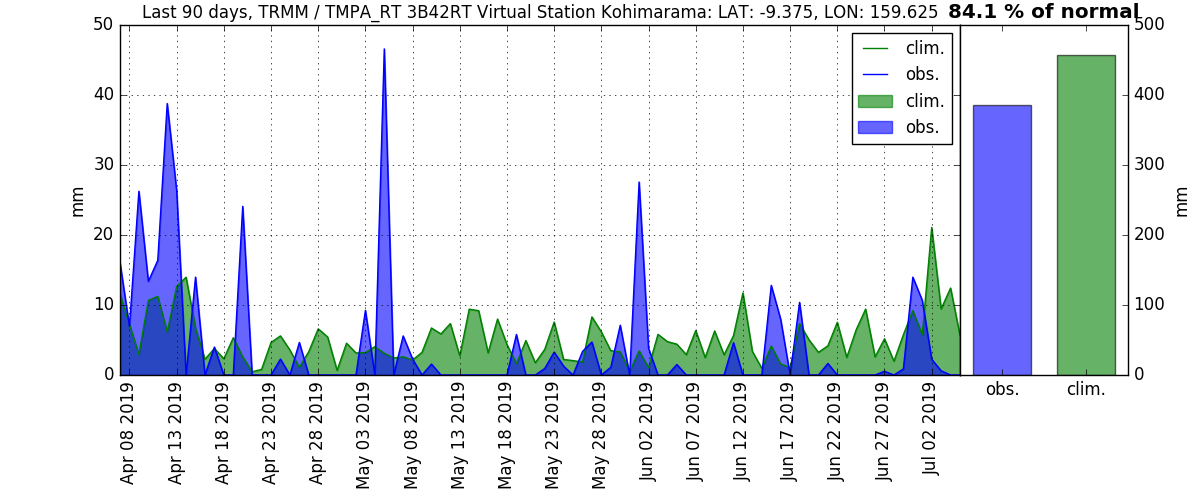 Last 90 days, TRMM / TMPA_RT 3B42RT Virtual Station Kohimarama: LAT: -9.375, LON: 159.625 84.1 % of normal
50
40
30
20
10
0
mm
clim.
obs.
clim.
obs.
500
400
300
200
100
0
mm
obs.
clim.
Apr 08 2019
Apr 13 2019
Apr 18 2019
Apr 23 2019
Apr 28 2019
May 03 2019
May 08 2019
May 13 2019
May 18 2019
May 23 2019
May 28 2019
Jun 02 2019
Jun 07 2019
Jun 12 2019
Jun 17 2019
Jun 22 2019
Jun 27 2019
Jul 02 2019